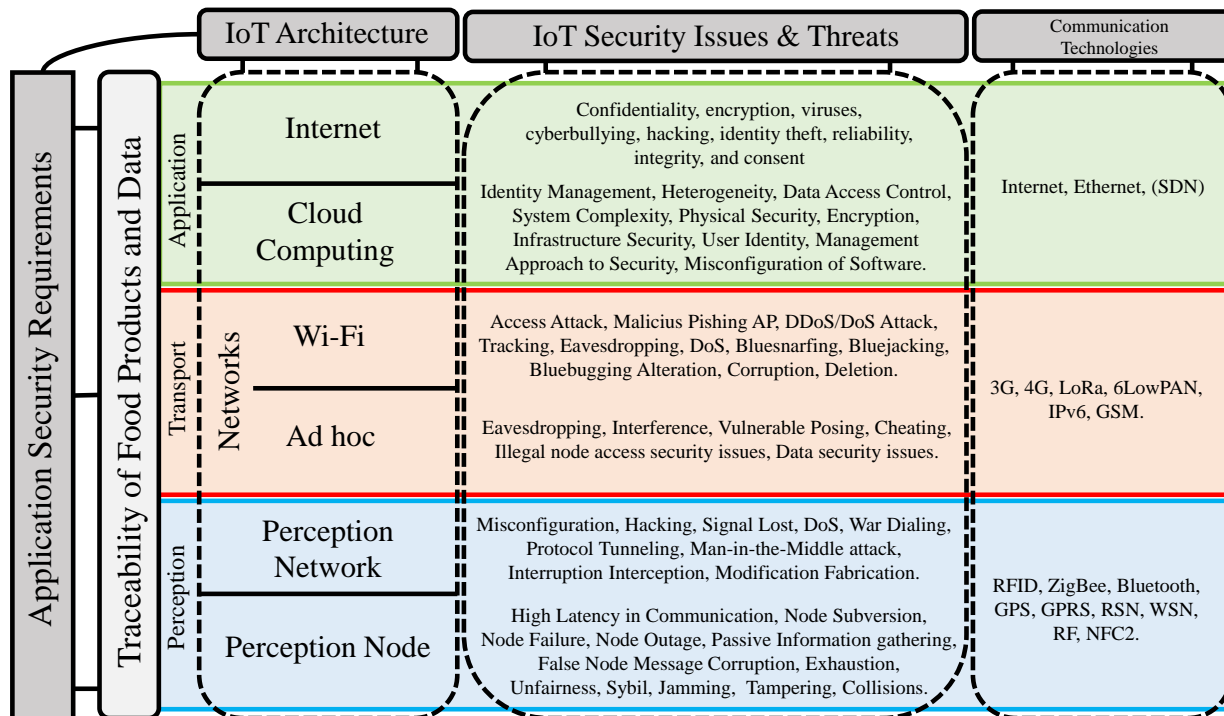 IoT Architecture
IoT Security Issues & Threats
Communication
Technologies
Application Security Requirements
Traceability of Food Products and Data
Application
Internet
Confidentiality, encryption, viruses,
cyberbullying, hacking, identity theft, reliability,
integrity, and consent
Cloud
Computing
Identity Management, Heterogeneity, Data Access Control,
System Complexity, Physical Security, Encryption,
Infrastructure Security, User Identity, Management
Approach to Security, Misconfiguration of Software.
Internet, Ethernet, (SDN)
Transport
Networks
Wi-Fi
Access Attack, Malicius Pishing AP, DDoS/DoS Attack,
Tracking, Eavesdropping, DoS, Bluesnarfing, Bluejacking,
Bluebugging Alteration, Corruption, Deletion.
Ad hoc
Eavesdropping, Interference, Vulnerable Posing, Cheating,
Illegal node access security issues, Data security issues.
3G, 4G, LoRa, 6LowPAN,
IPv6, GSM.
Perception
Perception
Network
Misconfiguration, Hacking, Signal Lost, DoS, War Dialing,
Protocol Tunneling, Man-in-the-Middle attack,
Interruption Interception, Modification Fabrication.
Perception Node
High Latency in Communication, Node Subversion,
Node Failure, Node Outage, Passive Information gathering,
False Node Message Corruption, Exhaustion,
Unfairness, Sybil, Jamming, Tampering, Collisions.
RFID, ZigBee, Bluetooth,
GPS, GPRS, RSN, WSN,
RF, NFC2.